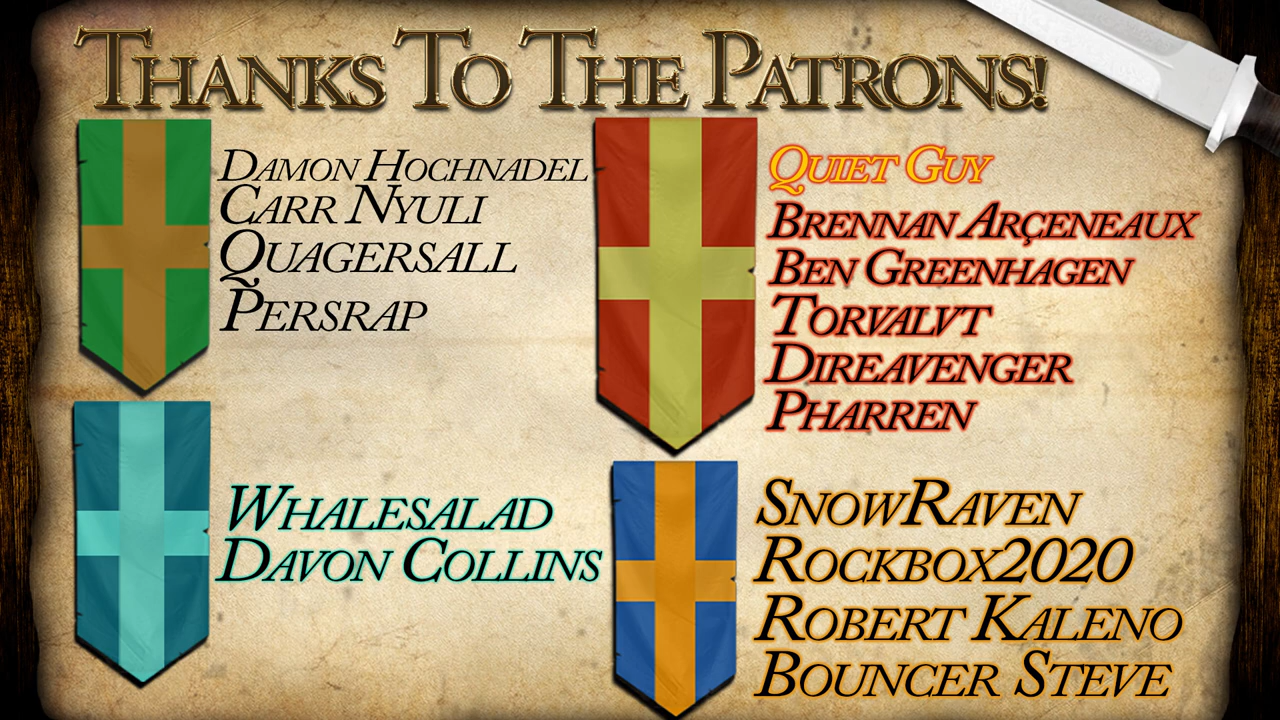 Thanks To The Patrons!
Damon Hochnadel
Carr Nyuli
Quagersall
Persrap
Quiet Guy
Brennan Arçeneaux
Ben Greenhagen
Torvalvt
Direavenger
Pharren
Whalesalad
Davon Collins
SnowRaven
Rockbox2020
Robert Kaleno
Bouncer Steve